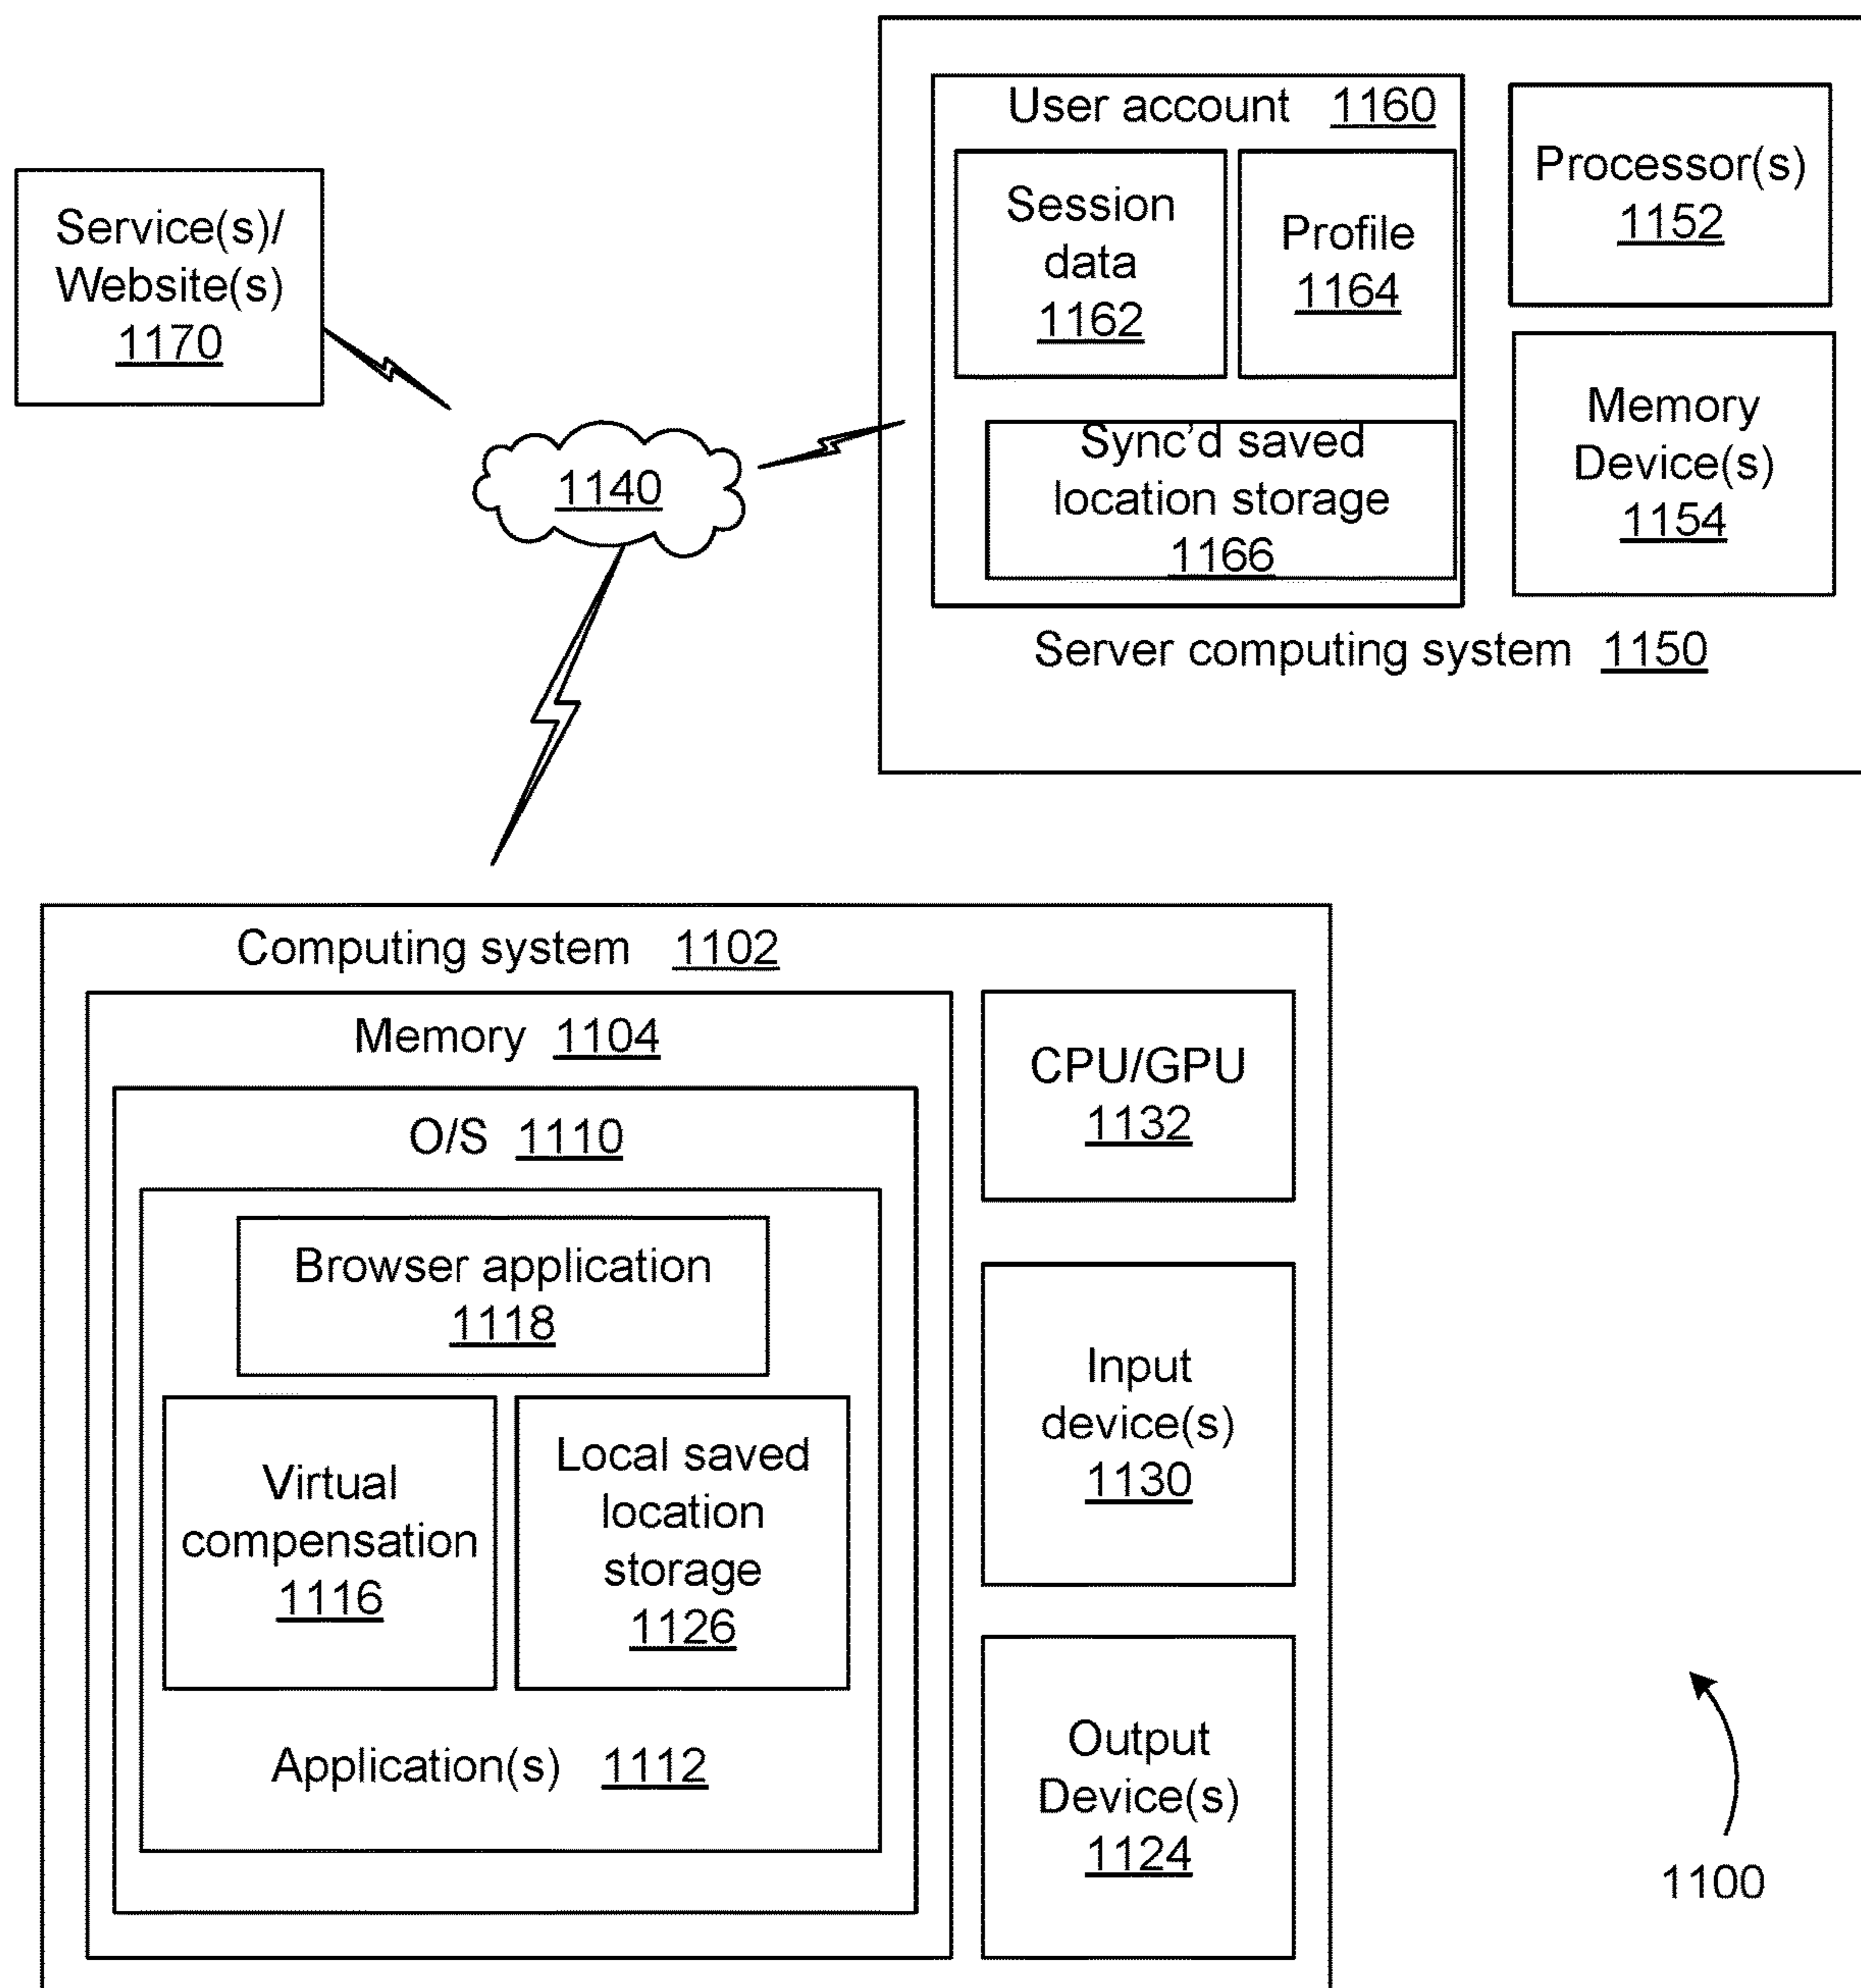 User account 1160
Session
data
1162
Profile
1164
Sync'd saved
location storage
1166
Processor(s)
1152
Memory
Device(s)
1154
Server computing system 1150
Service(s)/
Website(s)
1170
1140
Computing system 1102
Memory 1104
O/S 1110
Browser application
1118
Virtual
compensation
1116
Local saved
location
storage
1126
Application(s) 1112
CPU/GPU
1132
Input
device(s)
1130
Output
Device(s)
1124
1100